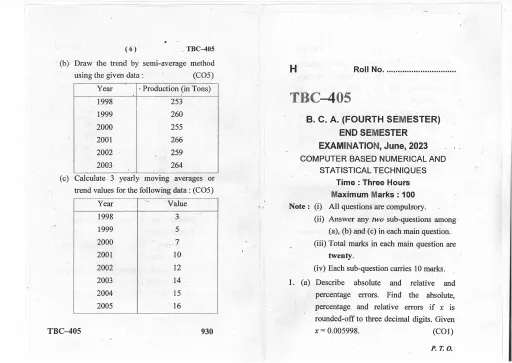 ( 6 ) TBC–405
(b) Draw the trend by semi-average method
using the given data : (CO5)
Year Production (in Tons)
1998 253
1999 260
2000 255
2001 266
2002 259
2003 264
(c) Calculate 3 yearly moving averages or
trend values for the following data : (CO5)
Year Value
1998 3
1999 5
2000 7
2001 10
2002 12
2003 14
2004 15
2005 16
TBC–405 930
H Roll No. ..............................
TBC–405
B. C. A. (FOURTH SEMESTER)
END SEMESTER
EXAMINATION, June, 2023
COMPUTER BASED NUMERICAL AND
STATISTICAL TECHNIQUES
Time : Three Hours
Maximum Marks : 100
Note : (i) All questions are compulsory.
(ii) Answer any two sub-questions among
(a), (b) and (c) in each main question.
(iii) Total marks in each main question are
twenty.
(iv) Each sub-question carries 10 marks.
1. (a) Describe absolute and relative and
percentage errors. Find the absolute,
percentage and relative errors if x is
rounded-off to three decimal digits. Given
x = 0.005998. (CO1)
P. T. O.